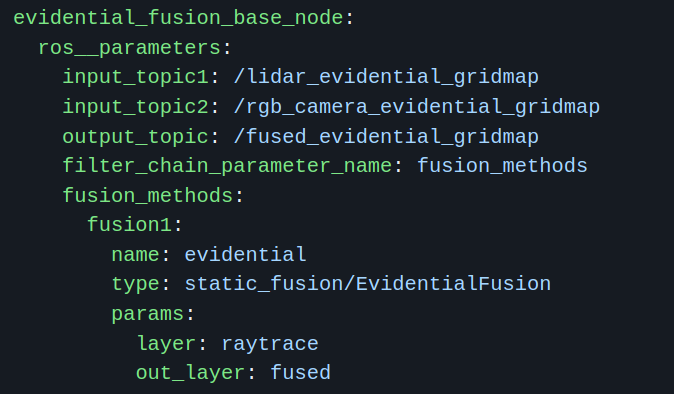 evidential_fusion_base_node:
  ros__parameters:
    input_topic1: /lidar_evidential_gridmap
    input_topic2: /rgb_camera_evidential_gridmap
    output_topic: /fused_evidential_gridmap
    filter_chain_parameter_name: fusion_methods
    fusion_methods:
      fusion1:
        name: evidential
        type: static_fusion/EvidentialFusion
        params:
          layer: raytrace
          out_layer: fused